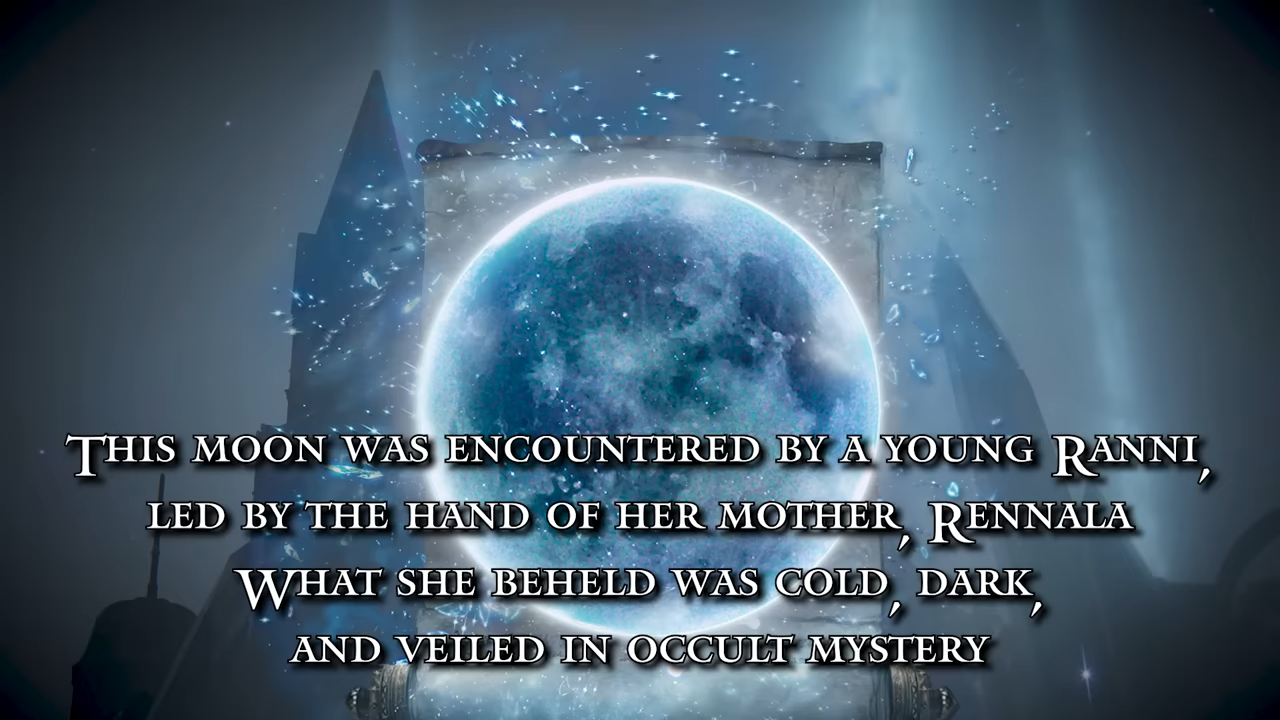 This moon was encountered by a young Ranni,
led by the hand of her mother, Rennala
What she beheld was cold, dark,
and veiled in occult mystery